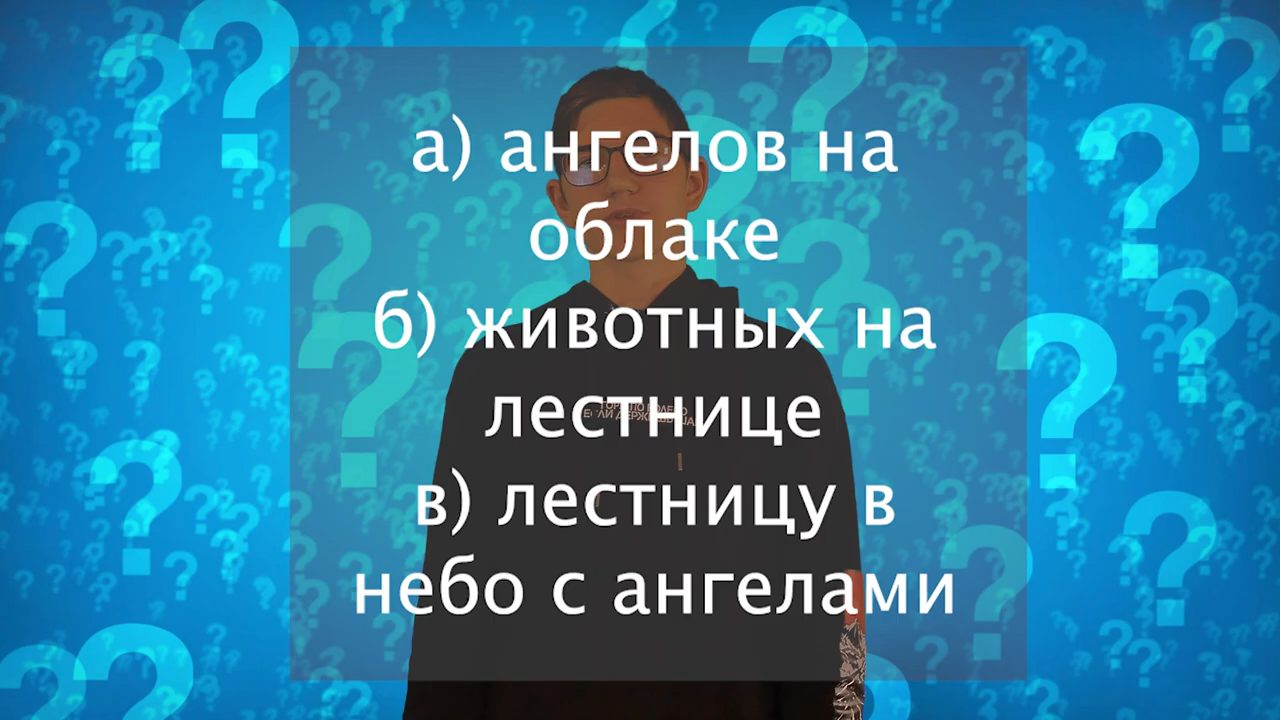 а) ангелов на
облаке
б) животных на
лестнице
в) лестницу в
небо с ангелами